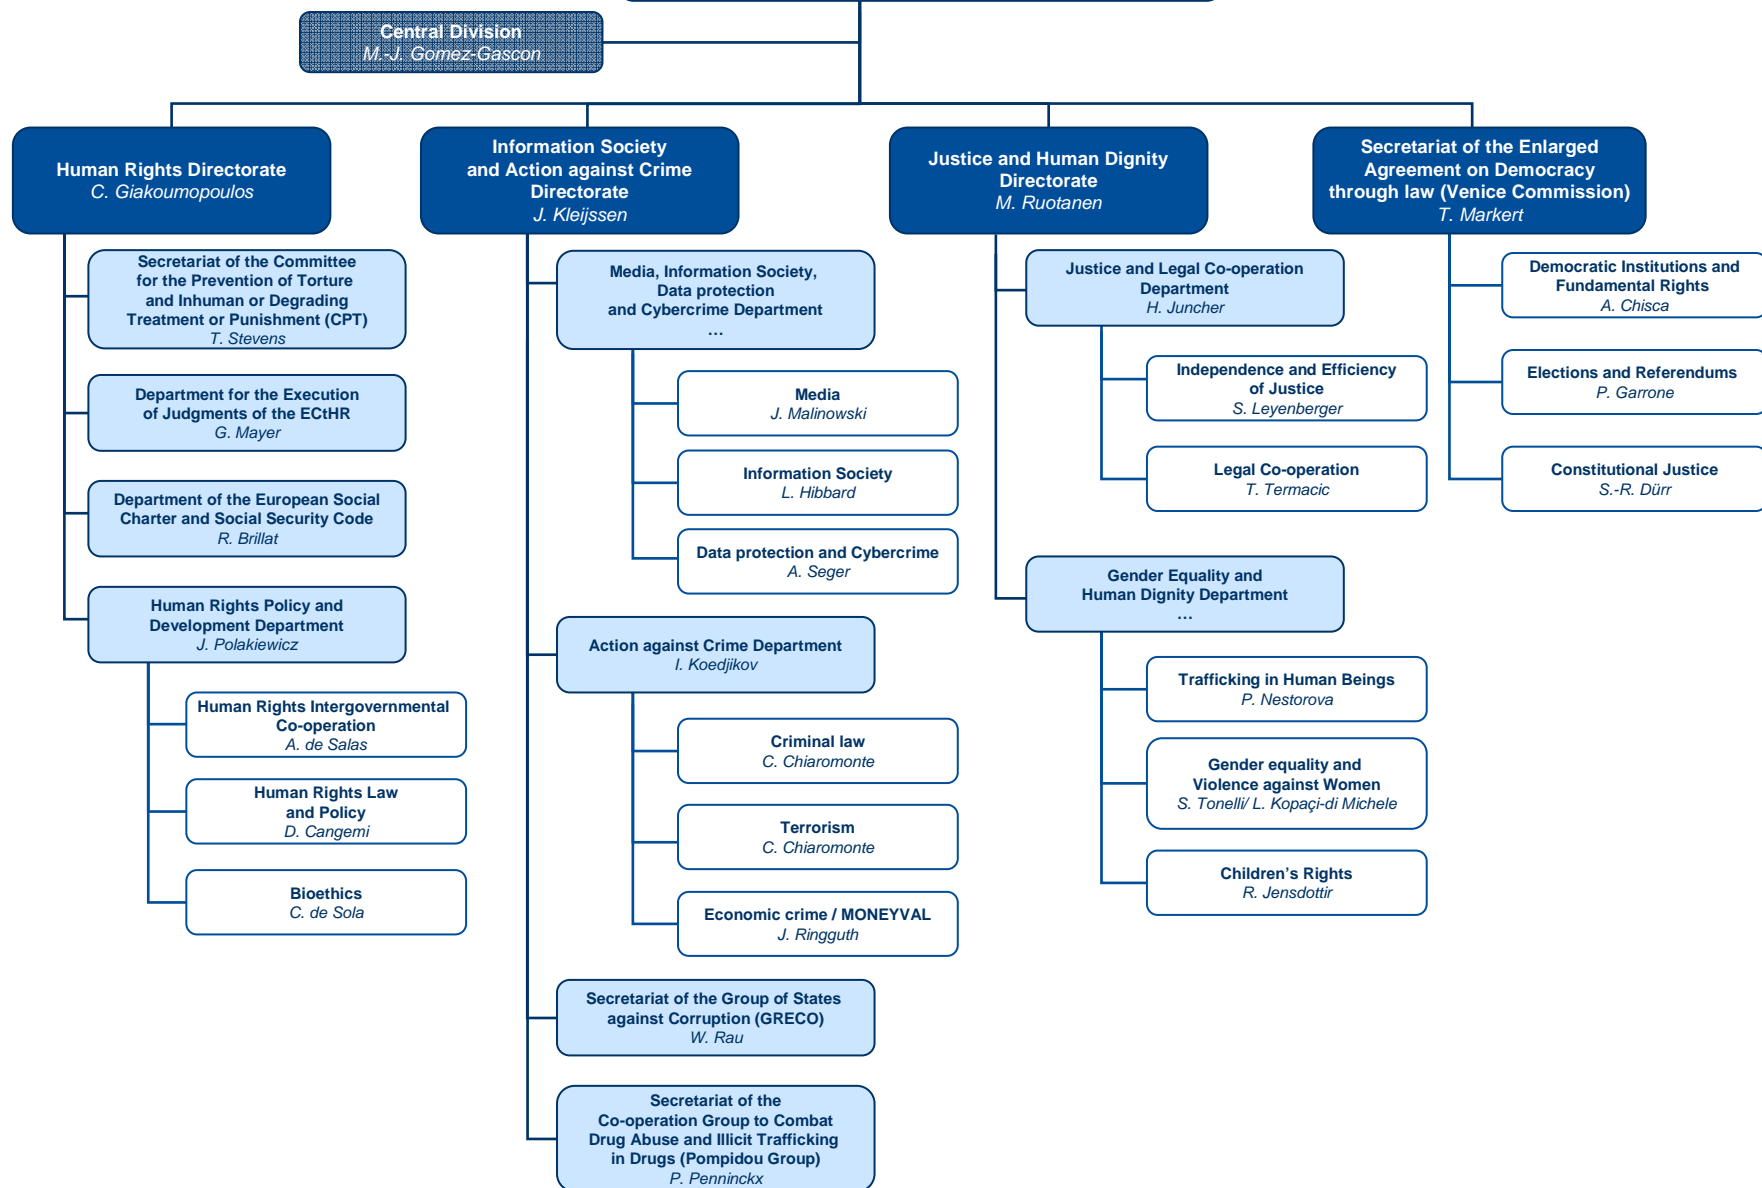 Central Division
M.-J. Gomez-Gascon
Human Rights Directorate
C. Giakoumopoulos
Secretariat of the Committee
for the Prevention of Torture
and Inhuman or Degrading
Treatment or Punishment (CPT)
T. Stevens
Department for the Execution
of Judgments of the ECtHR
G. Mayer
Department of the European Social
Charter and Social Security Code
R. Brillat
Human Rights Policy and
Development Department
J. Polakiewicz
Human Rights Intergovernmental
Co-operation
A. de Salas
Human Rights Law
and Policy
D. Cangemi
Bioethics
C. de Sola
Information Society
and Action against Crime
Directorate
J. Kleijssen
Media, Information Society,
Data protection
and Cybercrime Department
...
Media
J. Malinowski
Information Society
L. Hibbard
Data protection and Cybercrime
A. Seger
Action against Crime Department
I. Koedjikov
Criminal law
C. Chiaromonte
Terrorism
C. Chiaromonte
Economic crime / MONEYVAL
J. Ringguth
Secretariat of the Group of States
against Corruption (GRECO)
W. Rau
Secretariat of the
Co-operation Group to Combat
Drug Abuse and Illicit Trafficking
in Drugs (Pompidou Group)
P. Penninckx
Justice and Human Dignity
Directorate
M. Ruotanen
Justice and Legal Co-operation
Department
H. Juncher
Independence and Efficiency
of Justice
S. Leyenberger
Legal Co-operation
T. Termacic
Gender Equality and
Human Dignity Department
...
Trafficking in Human Beings
P. Nestorova
Gender equality and
Violence against Women
S. Tonelli/ L. Kopaçi-di Michele
Children's Rights
R. Jensdottir
Secretariat of the Enlarged
Agreement on Democracy
through law (Venice Commission)
T. Markert
Democratic Institutions and
Fundamental Rights
A. Chisca
Elections and Referendums
P. Garrone
Constitutional Justice
S.-R. Dürr